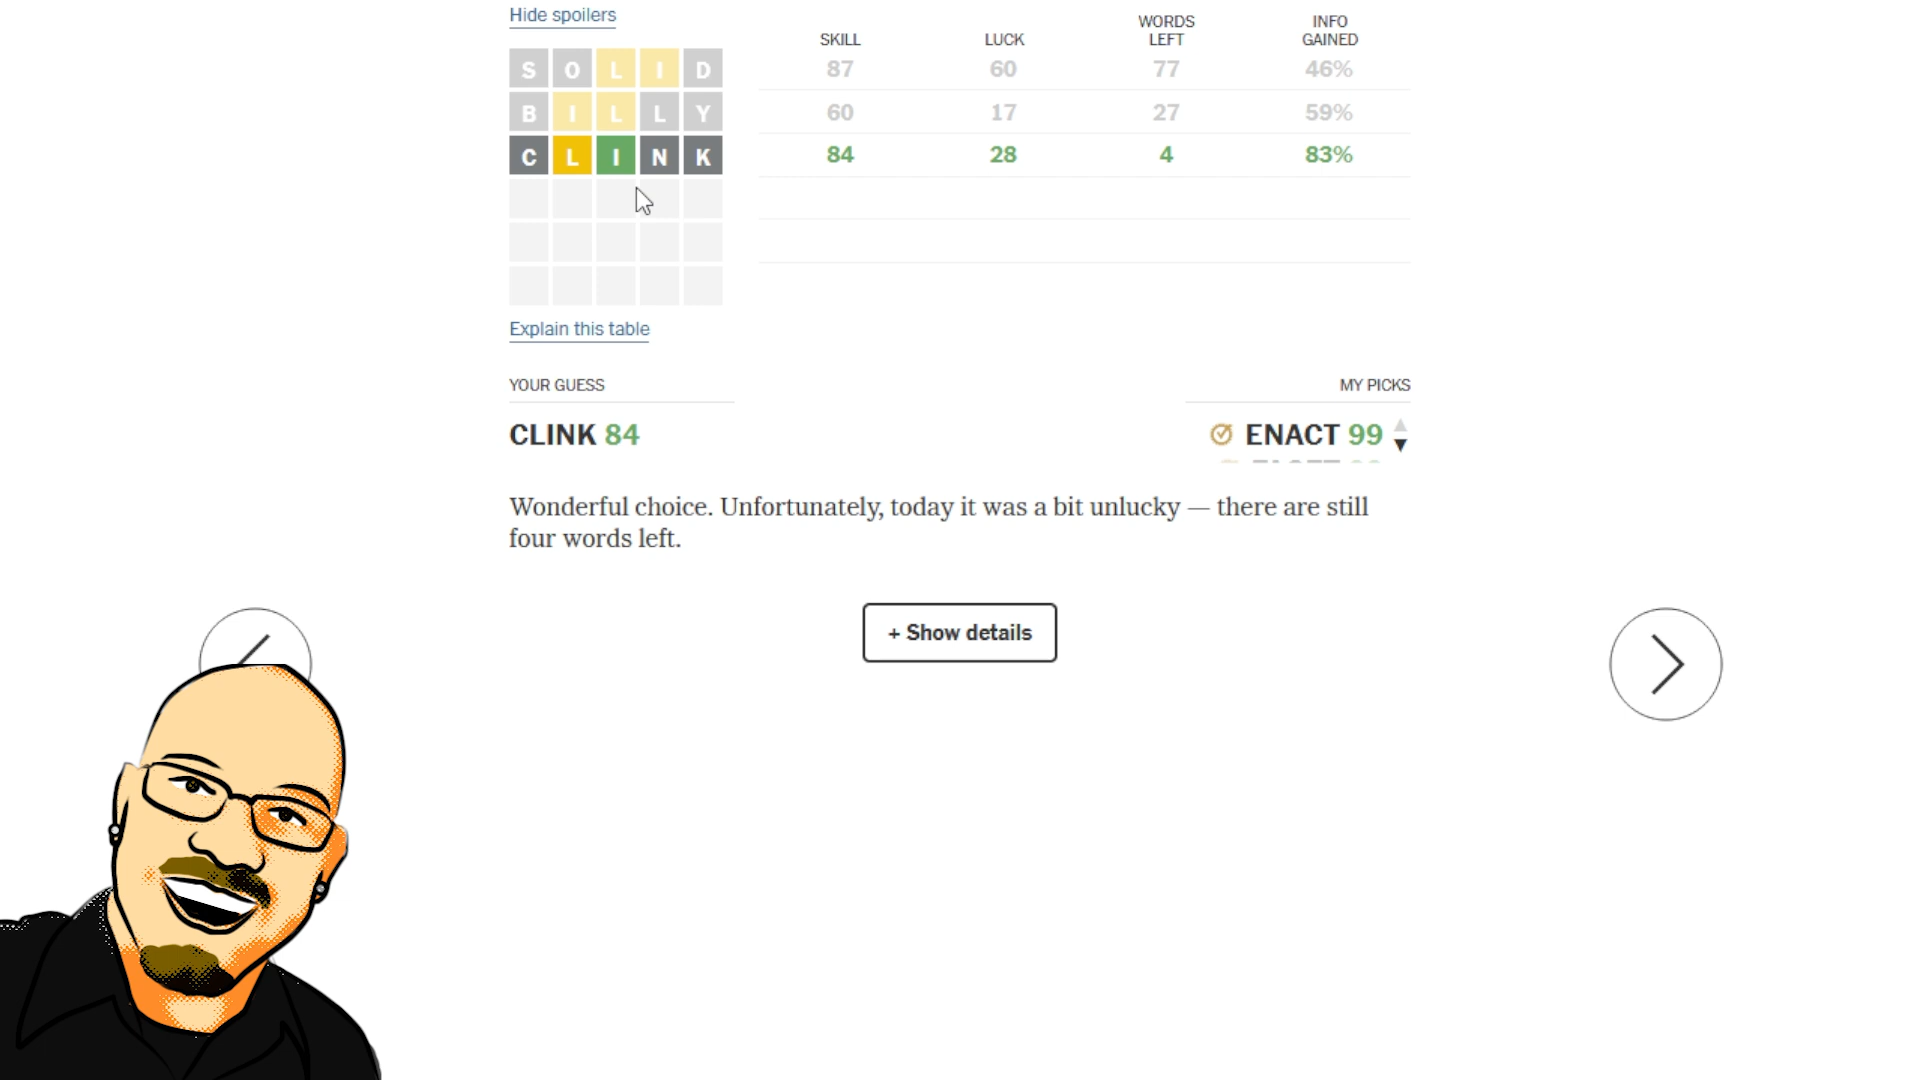 Hide spoilers
SKILL LUCK WORDS LEFT INFO GAINED
S O L I D 87 60 77 46%
B I L L Y 60 17 27 59%
C L I N K 84 28 4 83%
Explain this table
YOUR GUESS MY PICKS
CLINK 84 ENACT 99
Wonderful choice. Unfortunately, today it was a bit unlucky — there are still
four words left.
+ Show details